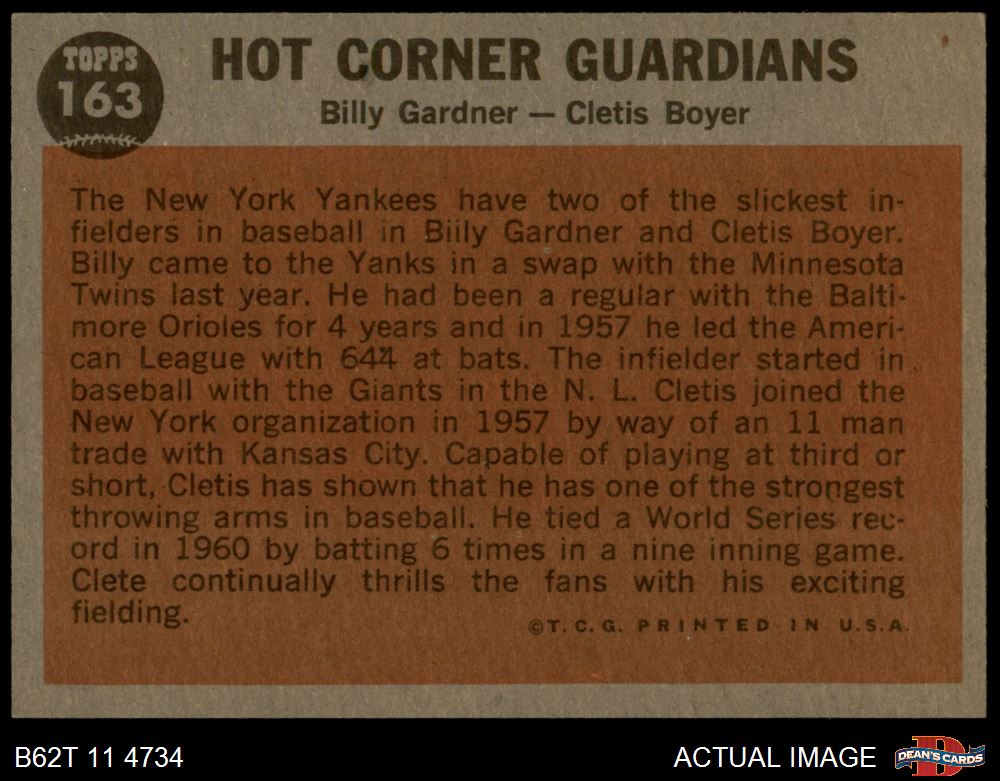 TOPPS
163
HOT CORNER GUARDIANS
Billy Gardner — Cletis Boyer
The New York Yankees have two of the slickest in-
fielders in baseball in Billy Gardner and Cletis Boyer.
Billy came to the Yanks in a swap with the Minnesota
Twins last year. He had been a regular with the Balti-
more Orioles for 4 years and in 1957 he led the Ameri-
can League with 644 at bats. The infielder started in
baseball with the Giants in the N. L. Cletis joined the
New York organization in 1957 by way of an 11 man
trade with Kansas City. Capable of playing at third or
short, Cletis has shown that he has one of the strongest
throwing arms in baseball. He tied a World Series rec-
ord in 1960 by batting 6 times in a nine inning game.
Clete continually thrills the fans with his exciting
fielding.
©T. C. G. PRINTED IN U.S.A.
B62T 11 4734
ACTUAL IMAGE
D
DEAN'S CARDS